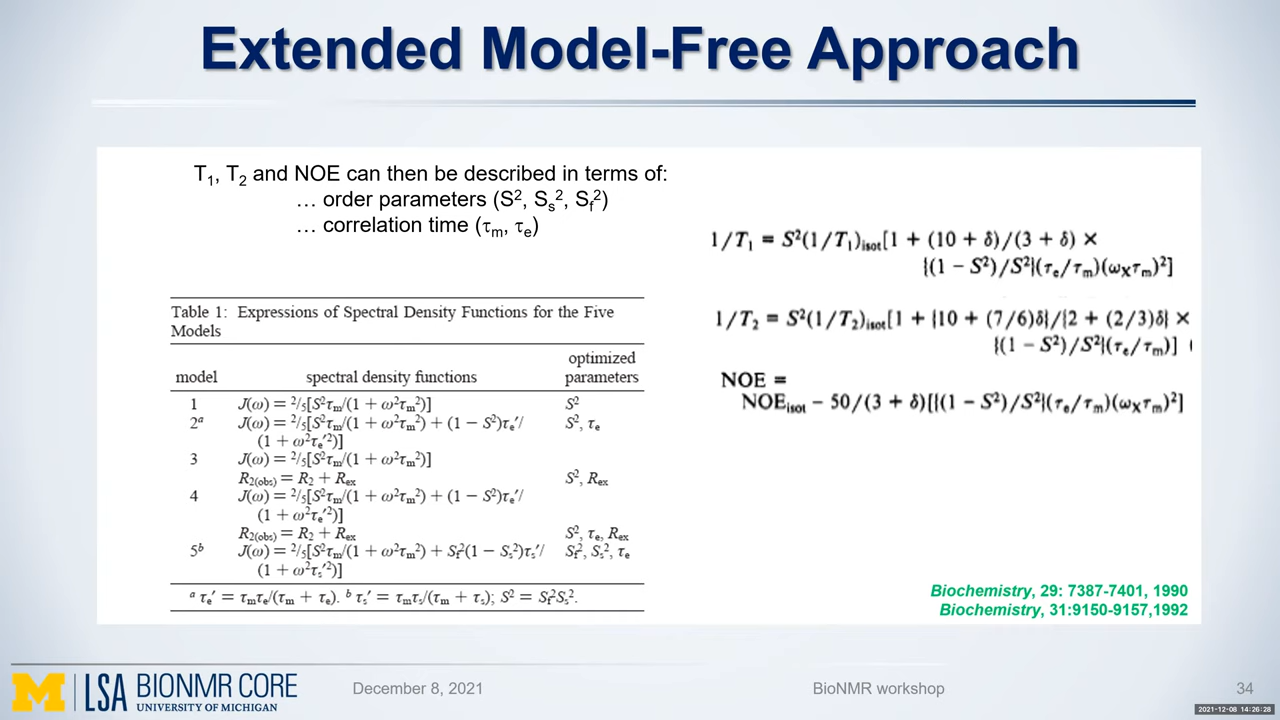 Extended Model-Free Approach
T₁, T₂ and NOE can then be described in terms of:
… order parameters (S², Sₛ², S_f²)
… correlation time (τₘ, τₑ)
1/T₁ = S²(1/T₁)isot[1 + (10 + δ)/(3 + δ) ×
{(1 − S²)/S²}(τₑ/τₘ)(ω_Xτₘ)²]
1/T₂ = S²(1/T₂)isot[1 + {10 + (7/6)δ}/{2 + (2/3)δ} ×
{(1 − S²)/S²}(τₑ/τₘ)]
NOE =
NOEisot − 50/(3 + δ)[{(1 − S²)/S²}(τₑ/τₘ)(ω_Xτₘ)²]
Table 1: Expressions of Spectral Density Functions for the Five
Models
optimized
model spectral density functions parameters
1 J(ω) = ²/₅[S²τₘ/(1 + ω²τₘ²)] S²
2ᵃ J(ω) = ²/₅[S²τₘ/(1 + ω²τₘ²) + (1 − S²)τₑ′/ S², τₑ
(1 + ω²τₑ′²)]
3 J(ω) = ²/₅[S²τₘ/(1 + ω²τₘ²)]
R₂(obs) = R₂ + Rₑₓ S², Rₑₓ
4 J(ω) = ²/₅[S²τₘ/(1 + ω²τₘ²) + (1 − S²)τₑ′/
(1 + ω²τₑ′²)]
R₂(obs) = R₂ + Rₑₓ S², τₑ, Rₑₓ
5ᵇ J(ω) = ²/₅[S²τₘ/(1 + ω²τₘ²) + S_f²(1 − Sₛ²)τₛ′/ S_f², Sₛ², τₑ
(1 + ω²τₛ′²)]
ᵃ τₑ′ = τₘτₑ/(τₘ + τₑ). ᵇ τₛ′ = τₘτₛ/(τₘ + τₛ); S² = S_f²Sₛ².
Biochemistry, 29: 7387-7401, 1990
Biochemistry, 31:9150-9157,1992
M LSA BIONMR CORE
UNIVERSITY OF MICHIGAN
December 8, 2021
BioNMR workshop
34
2021-12-08 14:26:28